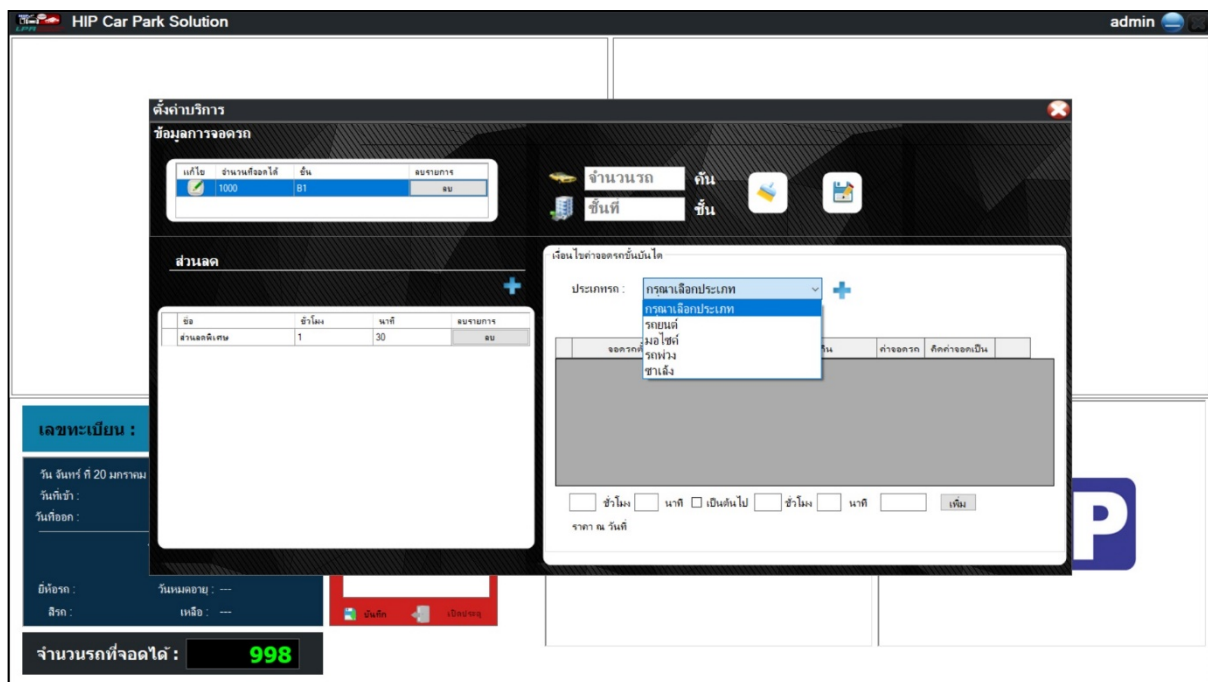 HIP Car Park Solution
admin
ตั้งค่าบริการ
ข้อมูลการจอดรถ
แก้ไข จำนวนที่จอดได้ ชั้น ลบรายการ
1000 B1 ลบ
จำนวนรถ คัน
ชั้นที่ ชั้น
ส่วนลด
ชื่อ ชั่วโมง นาที ลบรายการ
ส่วนลดพิเศษ 1 30 ลบ
เงื่อนไขค่าจอดรถขั้นบันได
ประเภทรถ : กรุณาเลือกประเภท
กรุณาเลือกประเภท
รถยนต์
มอไซค์
รถพ่วง
ซาเล้ง
ค่าจอดรถ คิดค่าจอดเป็น
ชั่วโมง นาที เป็นต้นไป ชั่วโมง นาที เพิ่ม
ราคา ณ วันที่
เลขทะเบียน :
วัน จันทร์ ที่ 20 มกราคม
วันที่เข้า :
วันที่ออก :
ยี่ห้อรถ : วันหมดอายุ : ---
สีรถ : เหลือ : ---
บันทึก เปิดประตู
จำนวนรถที่จอดได้ : 998
P